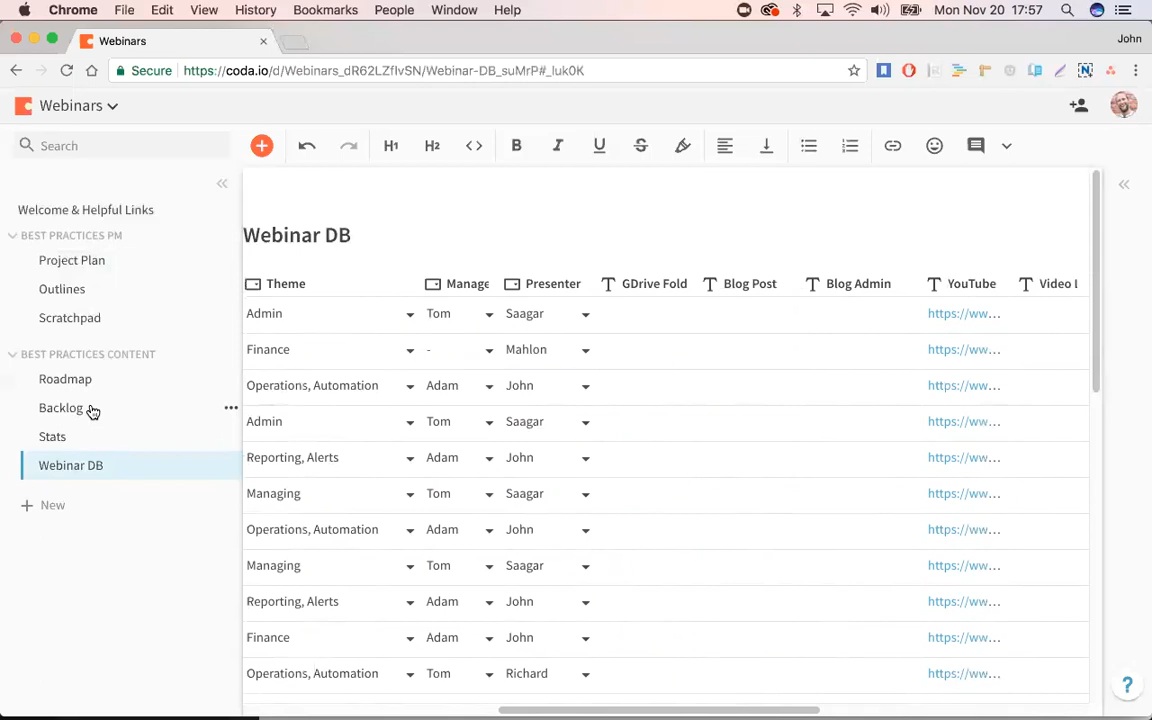 Chrome File Edit View History Bookmarks People Window Help Mon Nov 20 17:57
Webinars John
Secure https://coda.io/d/Webinars_dR62LZfIvSN/Webinar-DB_suMrP#_luk0K
Webinars
Search H1 H2 B I U S
Welcome & Helpful Links
BEST PRACTICES PM
Project Plan
Outlines
Scratchpad
BEST PRACTICES CONTENT
Roadmap
Backlog
Stats
Webinar DB
New
Webinar DB
Theme Manage Presenter GDrive Fold Blog Post Blog Admin YouTube Video l
Admin Tom Saagar https://ww...
Finance - Mahlon https://ww...
Operations, Automation Adam John https://ww...
Admin Tom Saagar https://ww...
Reporting, Alerts Adam John https://ww...
Managing Tom Saagar https://ww...
Operations, Automation Adam John https://ww...
Managing Tom Saagar https://ww...
Reporting, Alerts Adam John https://ww...
Finance Adam John https://ww...
Operations, Automation Tom Richard https://ww...
?